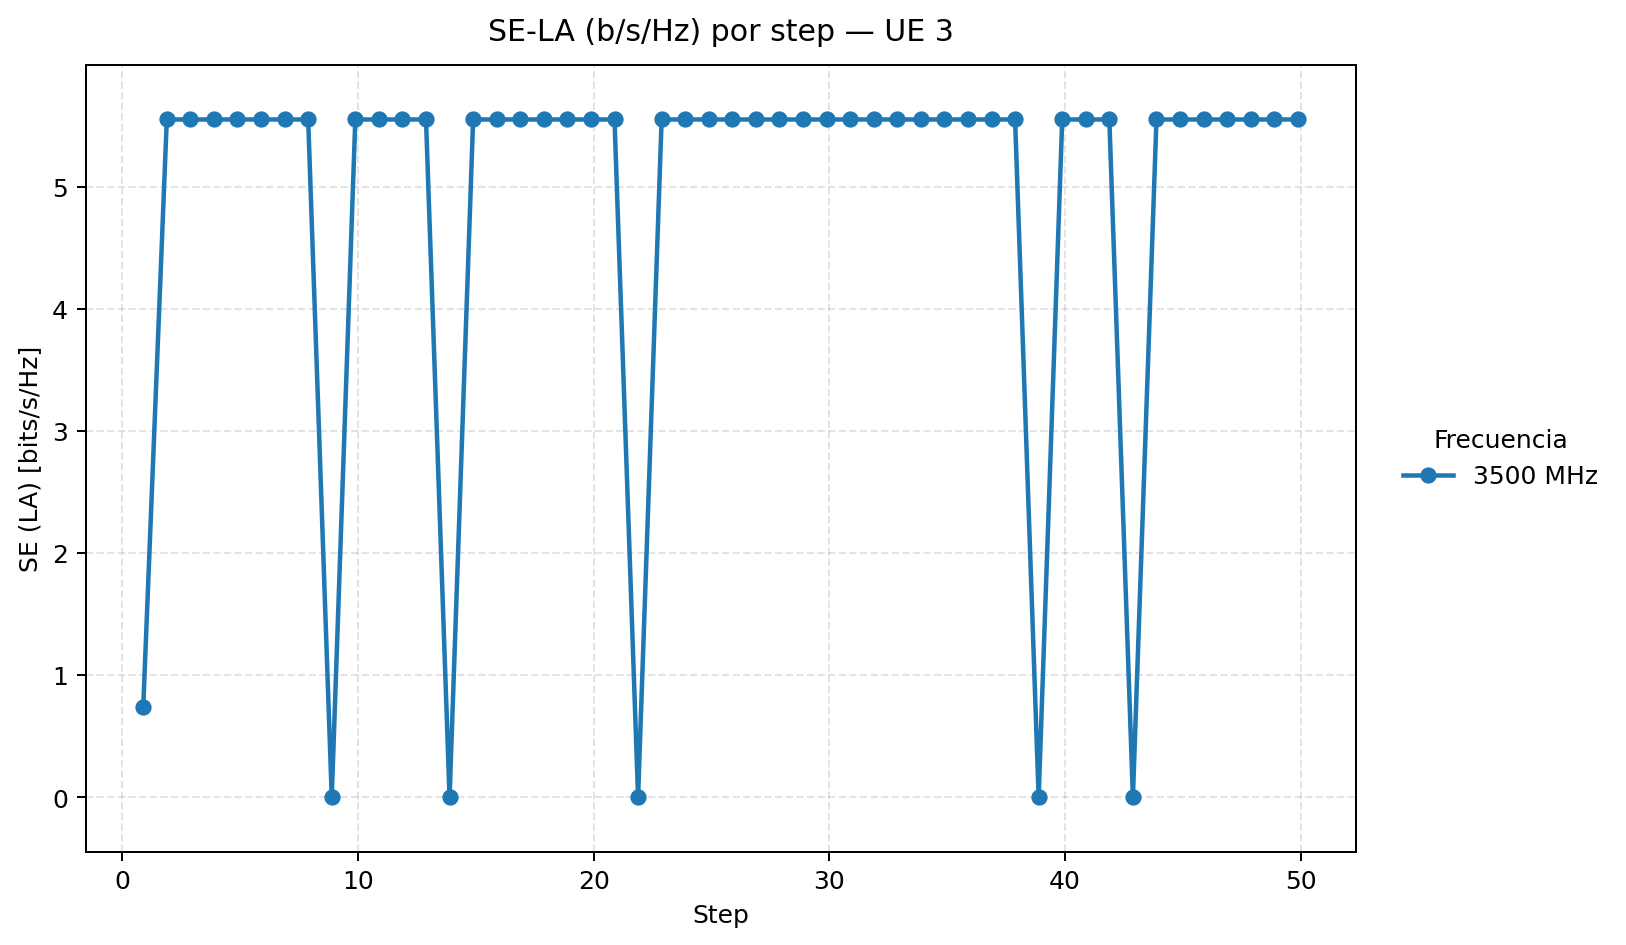 SE-LA (b/s/Hz) por step — UE 3
SE (LA) [bits/s/Hz]
5
4
3
2
1
0
0 10 20 30 40 50
Step
Frecuencia
3500 MHz